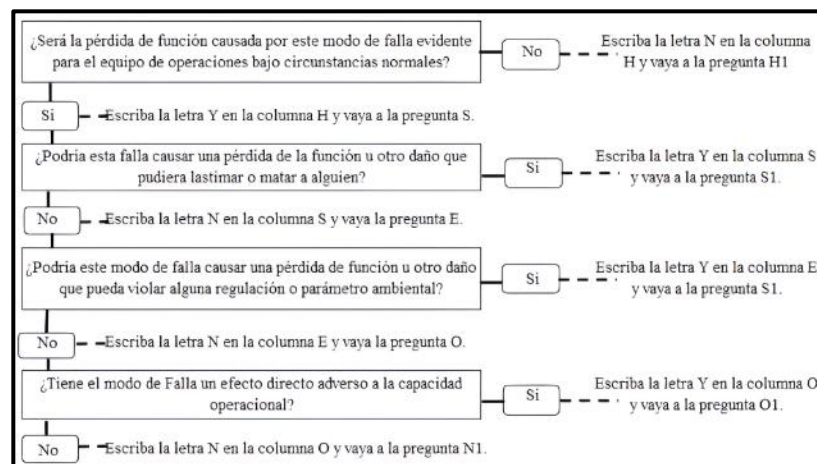 ¿Será la pérdida de función causada por este modo de falla evidente
para el equipo de operaciones bajo circunstancias normales?
No
Escriba la letra N en la columna
H y vaya a la pregunta H1
Si
Escriba la letra Y en la columna H y vaya a la pregunta S.
¿Podría esta falla causar una pérdida de la función u otro daño que
pudiera lastimar o matar a alguien?
Si
Escriba la letra Y en la columna S
y vaya a la pregunta S1.
No
Escriba la letra N en la columna S y vaya la pregunta E.
¿Podría este modo de falla causar una pérdida de función u otro daño
que pueda violar alguna regulación o parámetro ambiental?
Si
Escriba la letra Y en la columna E
y vaya a la pregunta S1.
No
Escriba la letra N en la columna E y vaya a la pregunta O.
¿Tiene el modo de Falla un efecto directo adverso a la capacidad
operacional?
Si
Escriba la letra Y en la columna O
y vaya a la pregunta O1.
No
Escriba la letra N en la columna O y vaya a la pregunta N1.